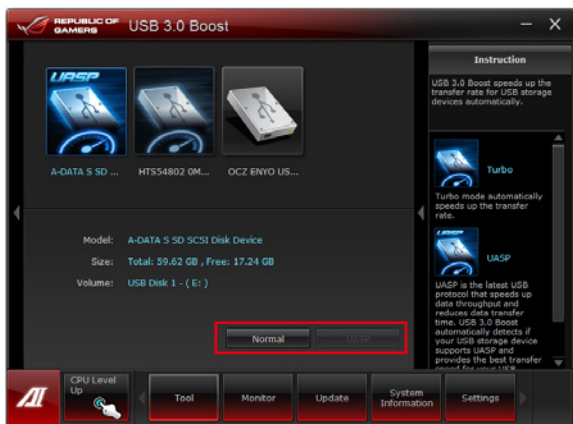 REPUBLIC OF
GAMERS
USB 3.0 Boost
Instruction
USB 3.0 Boost speeds up the
transfer rate for USB storage
devices automatically.
UASP
A-DATA S SD ...
HTS54802 0M...
OCZ ENYO US...
Turbo
Turbo mode automatically
speeds up the transfer
rate.
UASP
UASP
UASP is the latest USB
protocol that speeds up
data throughput and
reduces data transfer
time. USB 3.0 Boost
automatically detects if
your USB storage device
supports UASP and
provides the best transfer
speed for your USB
Model: A-DATA S SD SCSI Disk Device
Size: Total: 59.62 GB , Free: 17.24 GB
Volume: USB Disk 1 - ( E: )
Normal
UASP
AI
CPU Level
Up
Tool
Monitor
Update
System
Information
Settings